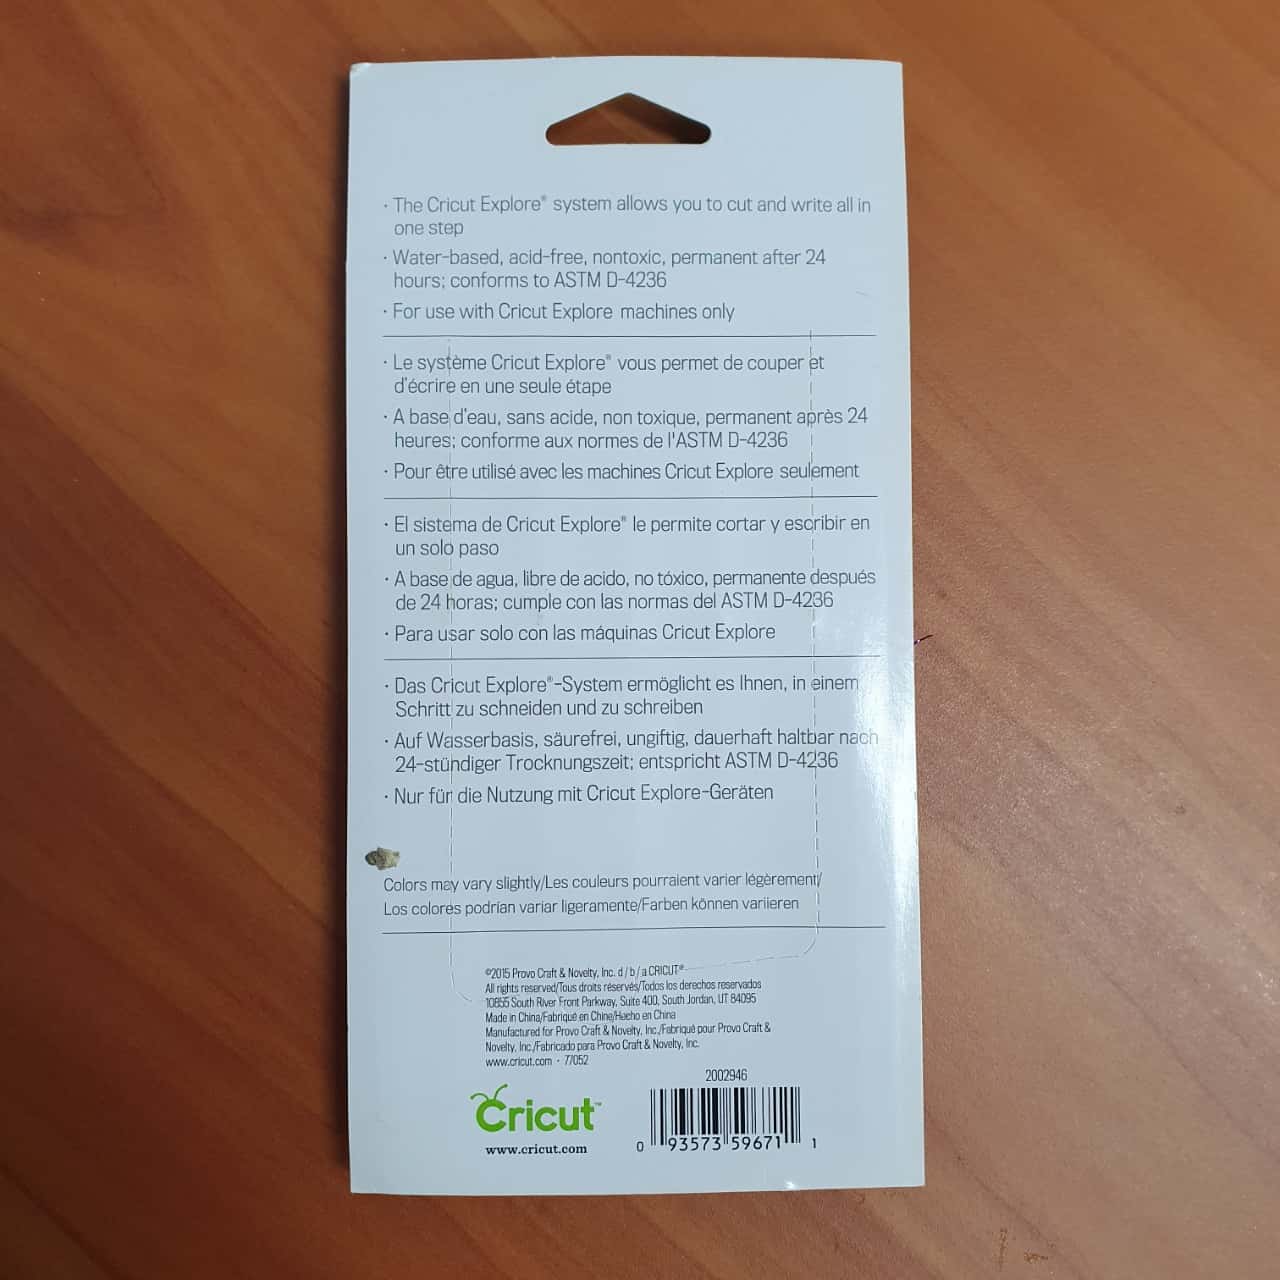 · The Cricut Explore® system allows you to cut and write all in
one step
· Water-based, acid-free, nontoxic, permanent after 24
hours; conforms to ASTM D-4236
· For use with Cricut Explore machines only
· Le système Cricut Explore® vous permet de couper et
d'écrire en une seule étape
· A base d'eau, sans acide, non toxique, permanent après 24
heures; conforme aux normes de l'ASTM D-4236
· Pour être utilisé avec les machines Cricut Explore seulement
· El sistema de Cricut Explore® le permite cortar y escribir en
un solo paso
· A base de agua, libre de acido, no tóxico, permanente después
de 24 horas; cumple con las normas del ASTM D-4236
· Para usar solo con las máquinas Cricut Explore
· Das Cricut Explore®-System ermöglicht es Ihnen, in einem
Schritt zu schneiden und zu schreiben
· Auf Wasserbasis, säurefrei, ungiftig, dauerhaft haltbar nach
24-stündiger Trocknungszeit; entspricht ASTM D-4236
· Nur für die Nutzung mit Cricut Explore-Geräten
Colors may vary slightly/Les couleurs pourraient varier légèrement/
Los colores podrían variar ligeramente/Farben können variieren
©2015 Provo Craft & Novelty, Inc. d/b/a CRICUT®
All rights reserved/Tous droits réservés/Todos los derechos reservados
10855 South River Front Parkway, Suite 400, South Jordan, UT 84095
Made in China/Fabriqué en Chine/Hecho en China
Manufactured for Provo Craft & Novelty, Inc./Fabriqué pour Provo Craft &
Novelty, Inc./Fabricado para Provo Craft & Novelty, Inc.
www.cricut.com · 77052
2002946
Cricut™
www.cricut.com
0 93573 59671 1